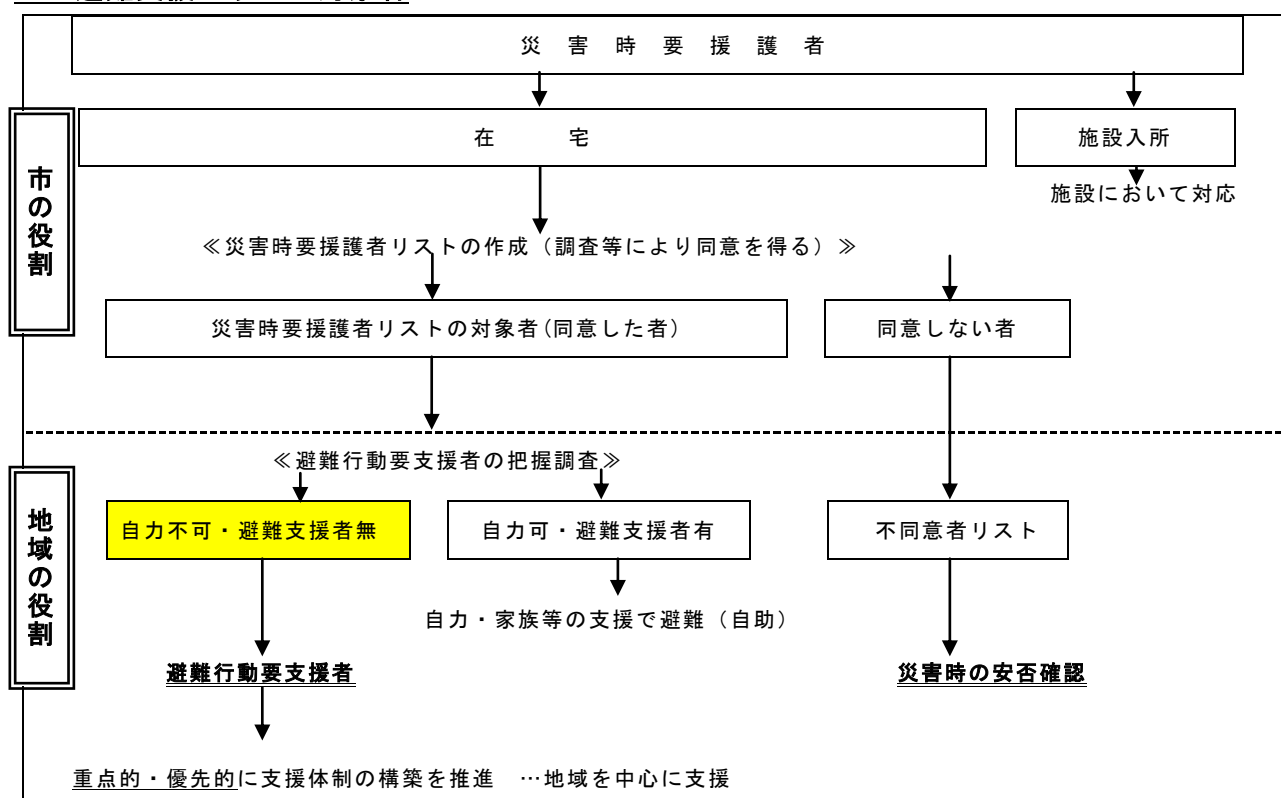 災害時要援護者
在宅
施設入所
施設において対応
市の役割
≪災害時要援護者リストの作成（調査等により同意を得る）≫
災害時要援護者リストの対象者(同意した者）
同意しない者
地域の役割
≪避難行動要支援者の把握調査≫
自力不可・避難支援者無
自力可・避難支援者有
不同意者リスト
自力・家族等の支援で避難（自助）
避難行動要支援者
災害時の安否確認
重点的・優先的に支援体制の構築を推進　…地域を中心に支援